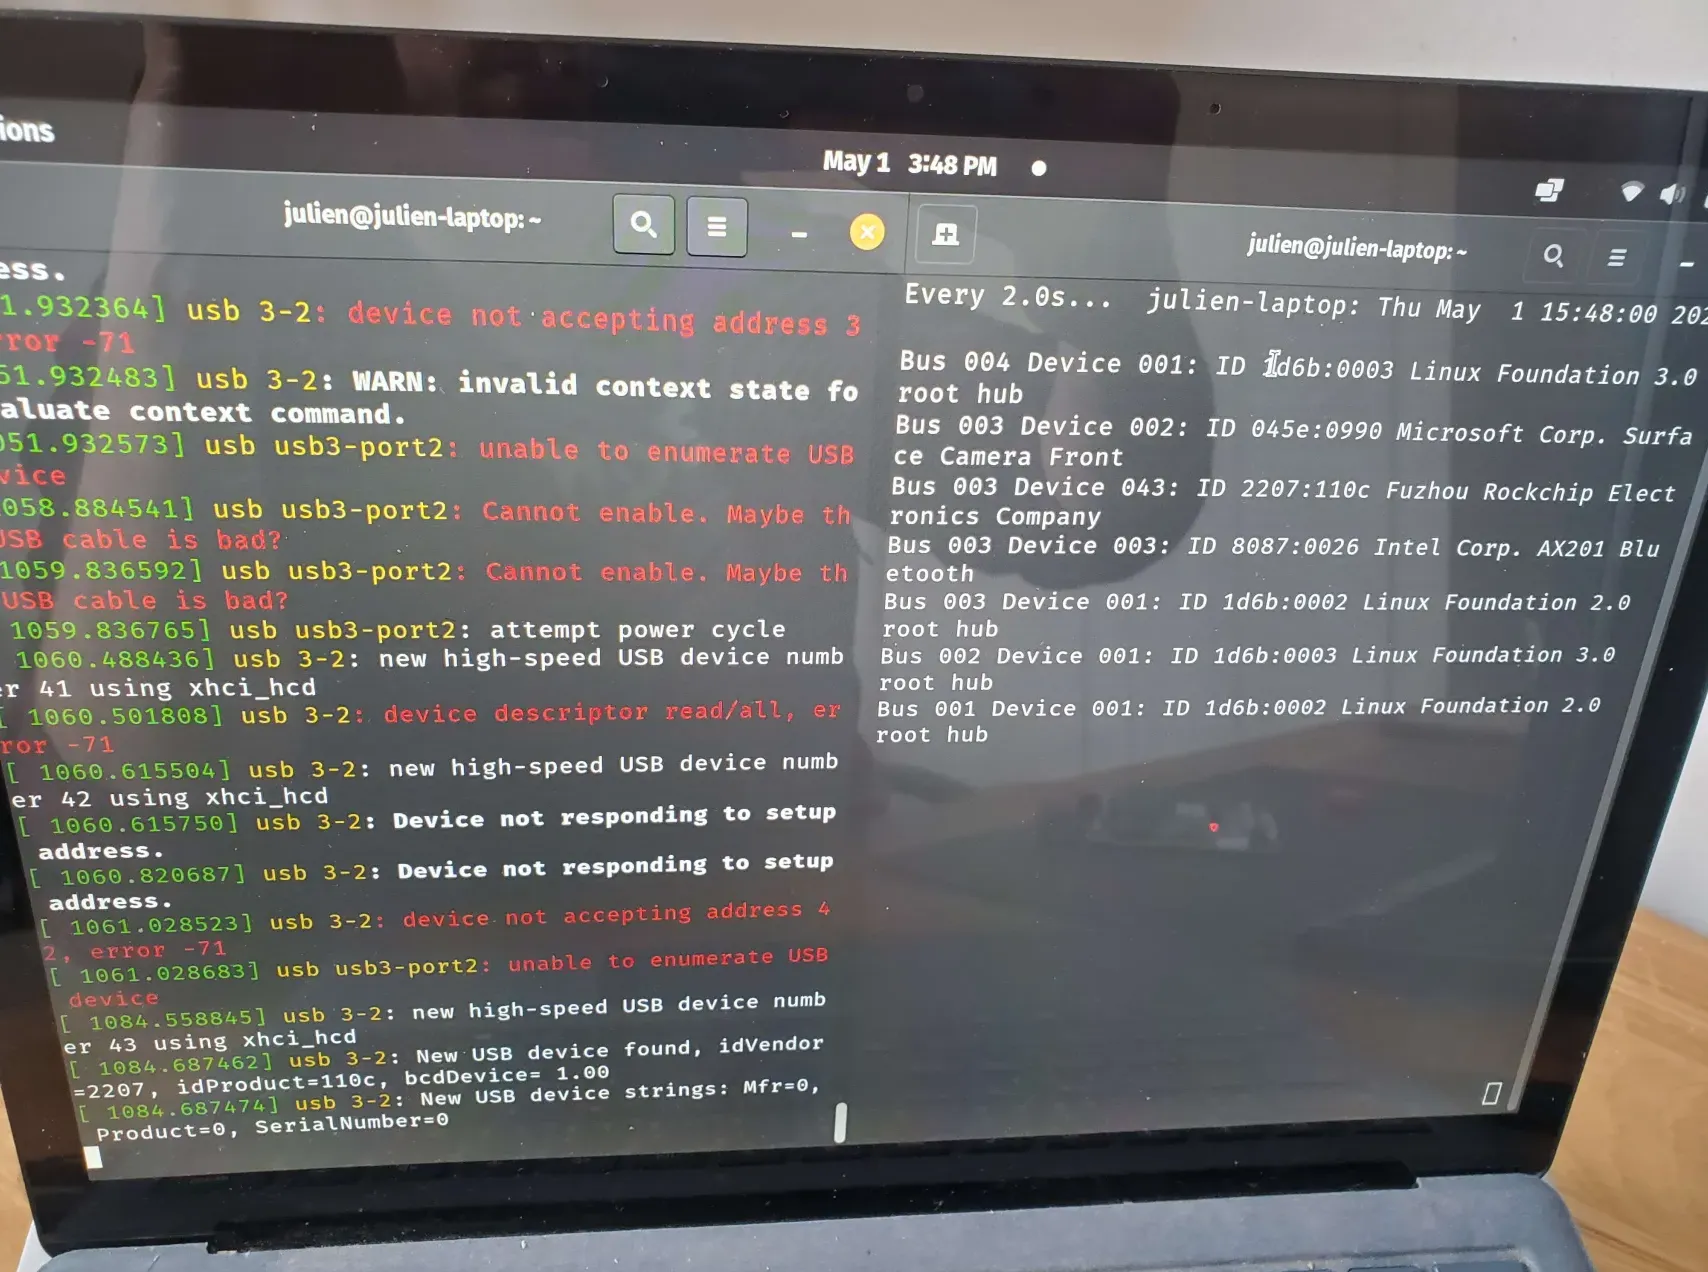 ions
May 1 3:48 PM
julien@julien-laptop: ~
julien@julien-laptop: ~
ess.
1.932364] usb 3-2: device not accepting address 3
rror -71
51.932483] usb 3-2: WARN: invalid context state fo
aluate context command.
051.932573] usb usb3-port2: unable to enumerate USB
vice
058.884541] usb usb3-port2: Cannot enable. Maybe th
USB cable is bad?
1059.836592] usb usb3-port2: Cannot enable. Maybe th
USB cable is bad?
1059.836765] usb usb3-port2: attempt power cycle
1060.488436] usb 3-2: new high-speed USB device numb
er 41 using xhci_hcd
[ 1060.501808] usb 3-2: device descriptor read/all, er
ror -71
[ 1060.615504] usb 3-2: new high-speed USB device numb
er 42 using xhci_hcd
[ 1060.615750] usb 3-2: Device not responding to setup
address.
[ 1060.820687] usb 3-2: Device not responding to setup
address.
[ 1061.028523] usb 3-2: device not accepting address 4
2, error -71
[ 1061.028683] usb usb3-port2: unable to enumerate USB
device
[ 1084.558845] usb 3-2: new high-speed USB device numb
er 43 using xhci_hcd
[ 1084.687462] usb 3-2: New USB device found, idVendor
=2207, idProduct=110c, bcdDevice= 1.00
[ 1084.687474] usb 3-2: New USB device strings: Mfr=0,
Product=0, SerialNumber=0
Every 2.0s... julien-laptop: Thu May 1 15:48:00 202
Bus 004 Device 001: ID 1d6b:0003 Linux Foundation 3.0
root hub
Bus 003 Device 002: ID 045e:0990 Microsoft Corp. Surfa
ce Camera Front
Bus 003 Device 043: ID 2207:110c Fuzhou Rockchip Elect
ronics Company
Bus 003 Device 003: ID 8087:0026 Intel Corp. AX201 Blu
etooth
Bus 003 Device 001: ID 1d6b:0002 Linux Foundation 2.0
root hub
Bus 002 Device 001: ID 1d6b:0003 Linux Foundation 3.0
root hub
Bus 001 Device 001: ID 1d6b:0002 Linux Foundation 2.0
root hub